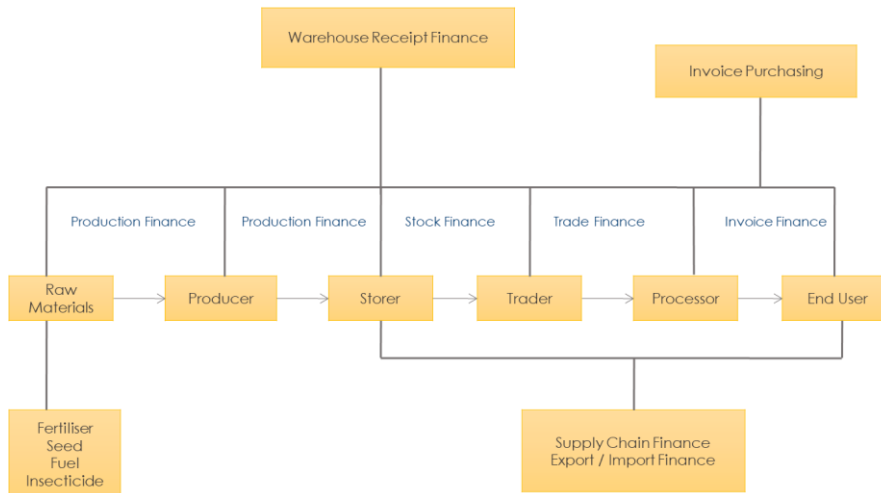 Warehouse Receipt Finance
Invoice Purchasing
Production Finance
Production Finance
Stock Finance
Trade Finance
Invoice Finance
Raw
Materials
Producer
Storer
Trader
Processor
End User
Fertiliser
Seed
Fuel
Insecticide
Supply Chain Finance
Export / Import Finance